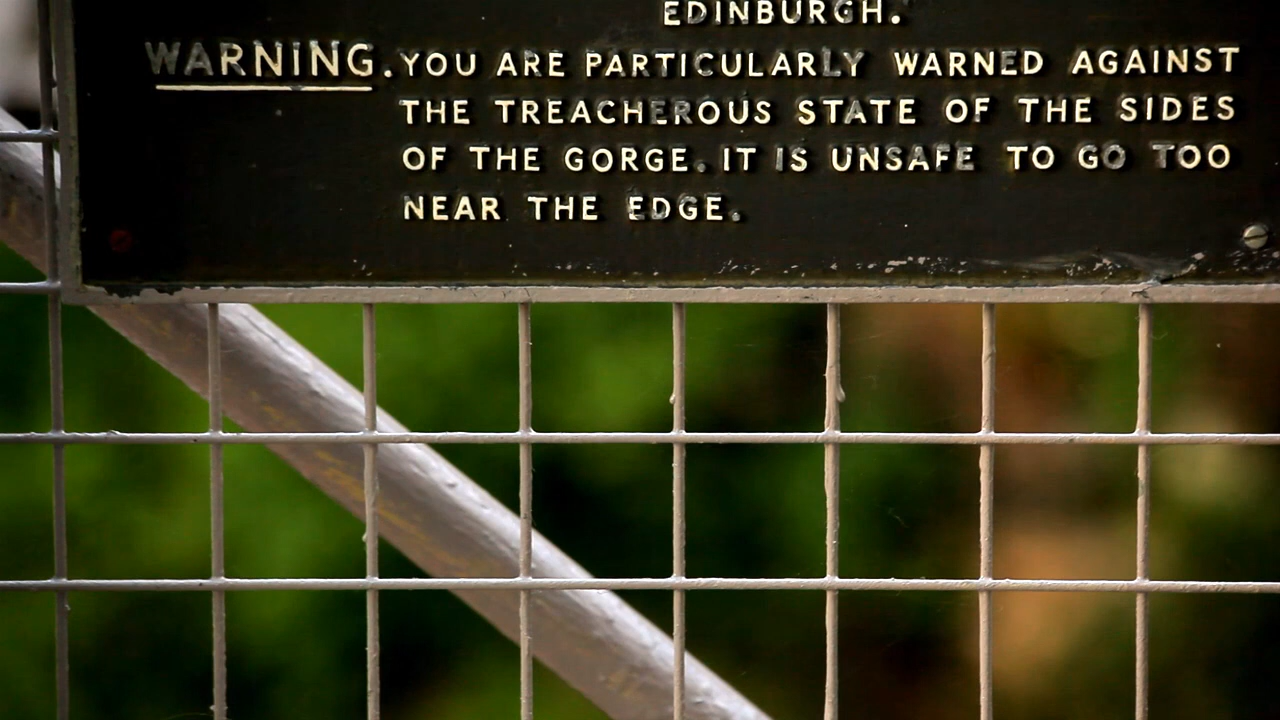 EDINBURGH.
WARNING. YOU ARE PARTICULARLY WARNED AGAINST
THE TREACHEROUS STATE OF THE SIDES
OF THE GORGE. IT IS UNSAFE TO GO TOO
NEAR THE EDGE.